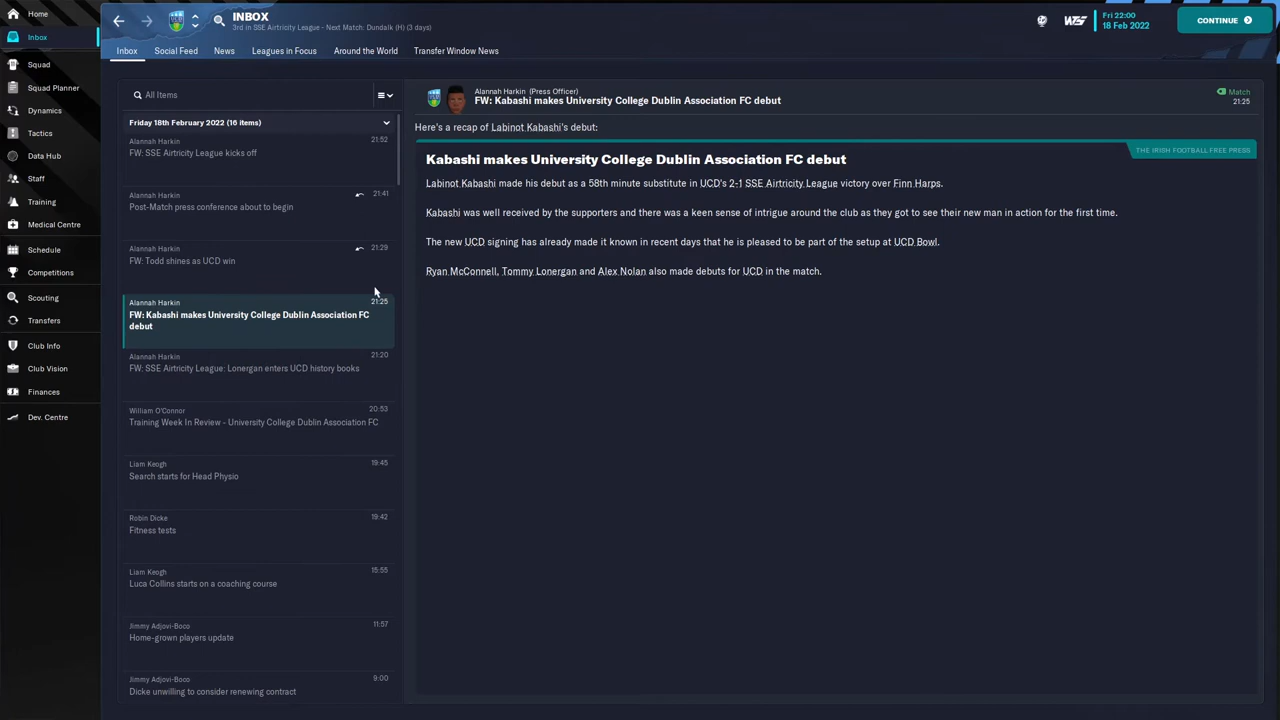 Home
Inbox
Squad
Squad Planner
Dynamics
Tactics
Data Hub
Staff
Training
Medical Centre
Schedule
Competitions
Scouting
Transfers
Club Info
Club Vision
Finances
Dev. Centre
INBOX
3rd in SSE Airtricity League - Next Match: Dundalk (H) (3 days)
Fri 22:00
18 Feb 2022
CONTINUE
Inbox Social Feed News Leagues in Focus Around the World Transfer Window News
All Items
Friday 18th February 2022 (16 items)
Alannah Harkin 21:52
FW: SSE Airtricity League kicks off
Alannah Harkin 21:41
Post-Match press conference about to begin
Alannah Harkin 21:29
FW: Todd shines as UCD win
Alannah Harkin 21:25
FW: Kabashi makes University College Dublin Association FC
debut
Alannah Harkin 21:20
FW: SSE Airtricity League: Lonergan enters UCD history books
William O'Connor 20:53
Training Week In Review - University College Dublin Association FC
Liam Keogh 19:45
Search starts for Head Physio
Robin Dicke 19:42
Fitness tests
Liam Keogh 15:55
Luca Collins starts on a coaching course
Jimmy Adjovi-Boco 11:57
Home-grown players update
Jimmy Adjovi-Boco 9:00
Dicke unwilling to consider renewing contract
Alannah Harkin (Press Officer)
FW: Kabashi makes University College Dublin Association FC debut
Match
21:25
Here's a recap of Labinot Kabashi's debut:
THE IRISH FOOTBALL FREE PRESS
Kabashi makes University College Dublin Association FC debut
Labinot Kabashi made his debut as a 58th minute substitute in UCD's 2-1 SSE Airtricity League victory over Finn Harps.
Kabashi was well received by the supporters and there was a keen sense of intrigue around the club as they got to see their new man in action for the first time.
The new UCD signing has already made it known in recent days that he is pleased to be part of the setup at UCD Bowl.
Ryan McConnell, Tommy Lonergan and Alex Nolan also made debuts for UCD in the match.